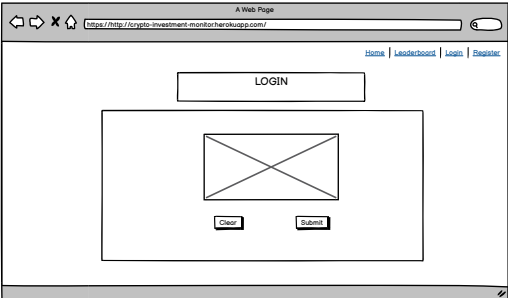 A Web Page
https://http://crypto-investment-monitor.herokuapp.com/
Home | Leaderboard | Login | Register
LOGIN
Clear
Submit